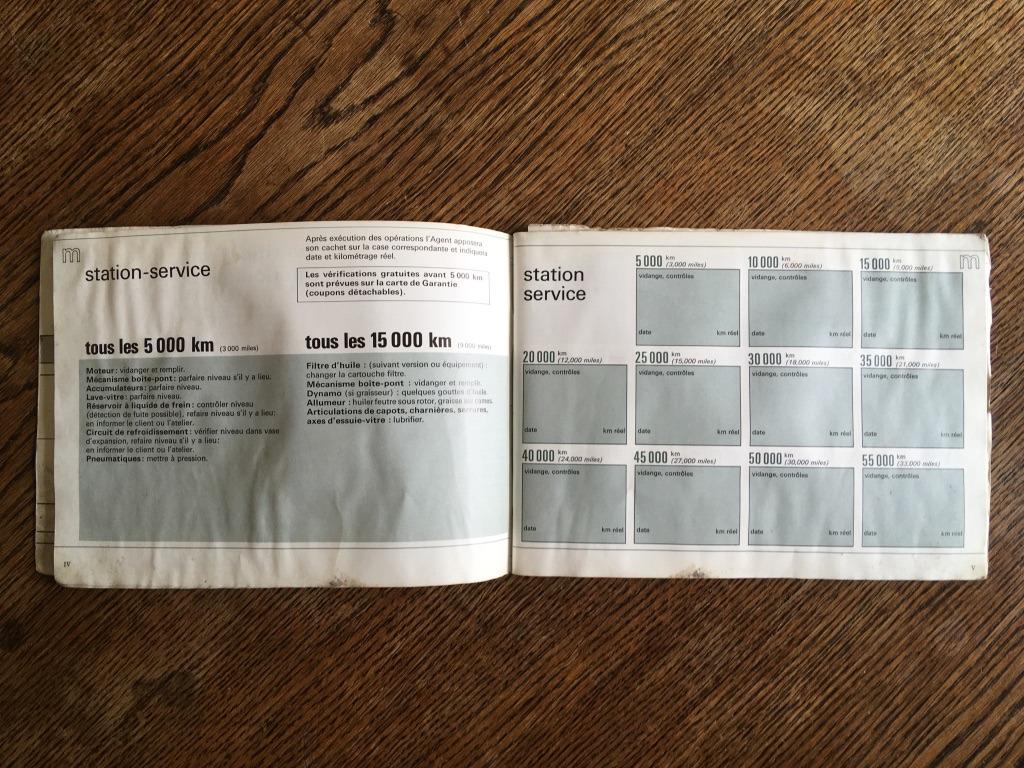 m
station-service
Après exécution des opérations l'Agent apposera
son cachet sur la case correspondante et indiquera
date et kilométrage réel.
Les vérifications gratuites avant 5 000 km
sont prévues sur la carte de Garantie
(coupons détachables).
tous les 5 000 km (3 000 miles)
Moteur : vidanger et remplir.
Mécanisme boîte-pont : parfaire niveau s'il y a lieu.
Accumulateurs : parfaire niveau.
Lave-vitre : parfaire niveau.
Réservoir à liquide de frein : contrôler niveau
(détection de fuite possible), refaire niveau s'il y a lieu;
en informer le client ou l'atelier.
Circuit de refroidissement : vérifier niveau dans vase
d'expansion, refaire niveau s'il y a lieu;
en informer le client ou l'atelier.
Pneumatiques : mettre à pression.
tous les 15 000 km (9 000 miles)
Filtre d'huile : (suivant version ou équipement) :
changer la cartouche filtre.
Mécanisme boîte-pont : vidanger et remplir.
Dynamo (si graisseur) : quelques gouttes d'huile.
Allumeur : huiler feutre sous rotor, graisser les cames.
Articulations de capots, charnières, serrures,
axes d'essuie-vitre : lubrifier.
IV
station
service
m
5 000 km (3,000 miles)
vidange, contrôles
date km réel
10 000 km (6,000 miles)
vidange, contrôles
date km réel
15 000 km (9,000 miles)
vidange, contrôles
date km réel
20 000 km (12,000 miles)
vidange, contrôles
date km réel
25 000 km (15,000 miles)
vidange, contrôles
date km réel
30 000 km (18,000 miles)
vidange, contrôles
date km réel
35 000 km (21,000 miles)
vidange, contrôles
date km réel
40 000 km (24,000 miles)
vidange, contrôles
date km réel
45 000 km (27,000 miles)
vidange, contrôles
date km réel
50 000 km (30,000 miles)
vidange, contrôles
date km réel
55 000 km (33,000 miles)
vidange, contrôles
date km réel
V